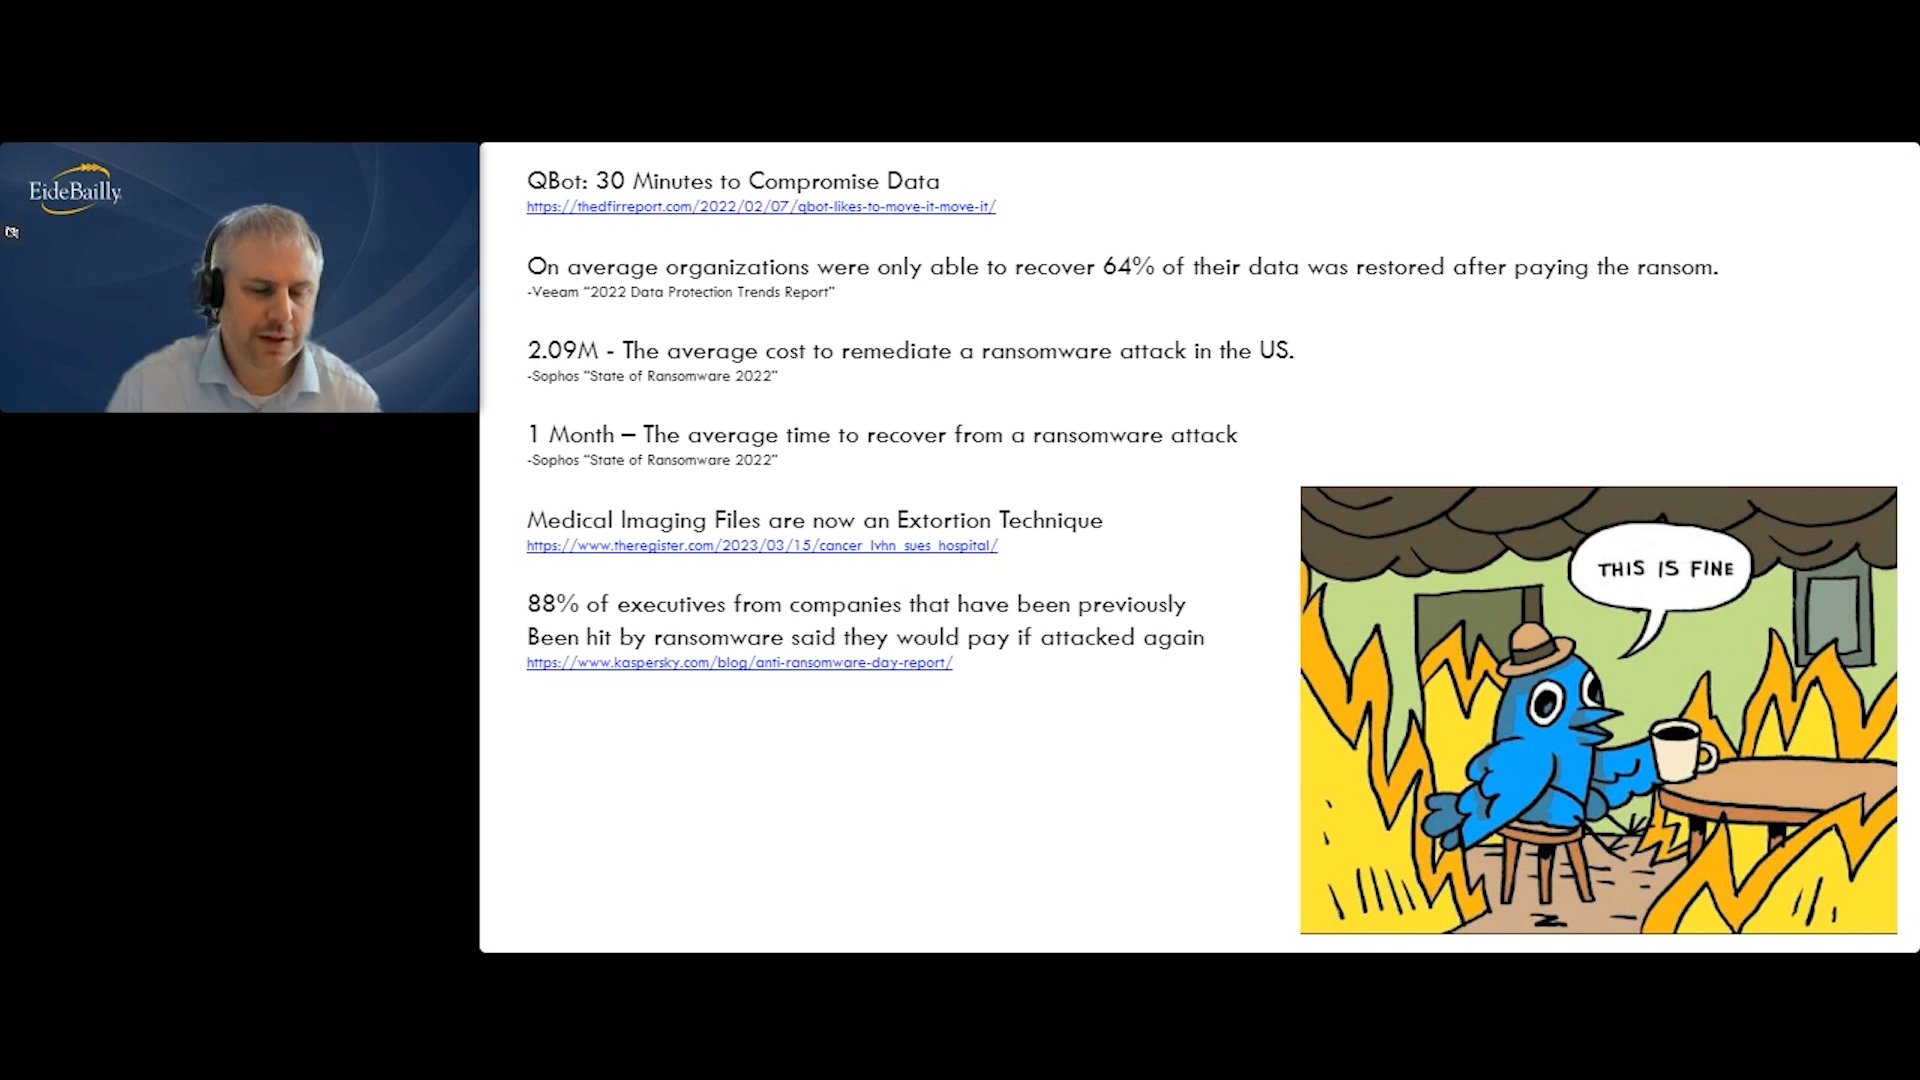 EideBailly
QBot: 30 Minutes to Compromise Data
https://thedfirreport.com/2022/02/07/qbot-likes-to-move-it-move-it/
On average organizations were only able to recover 64% of their data was restored after paying the ransom.
-Veeam "2022 Data Protection Trends Report"
2.09M - The average cost to remediate a ransomware attack in the US.
-Sophos "State of Ransomware 2022"
1 Month – The average time to recover from a ransomware attack
-Sophos "State of Ransomware 2022"
Medical Imaging Files are now an Extortion Technique
https://www.theregister.com/2023/03/15/cancer_lvhn_sues_hospital/
88% of executives from companies that have been previously
Been hit by ransomware said they would pay if attacked again
https://www.kaspersky.com/blog/anti-ransomware-day-report/
THIS IS FINE